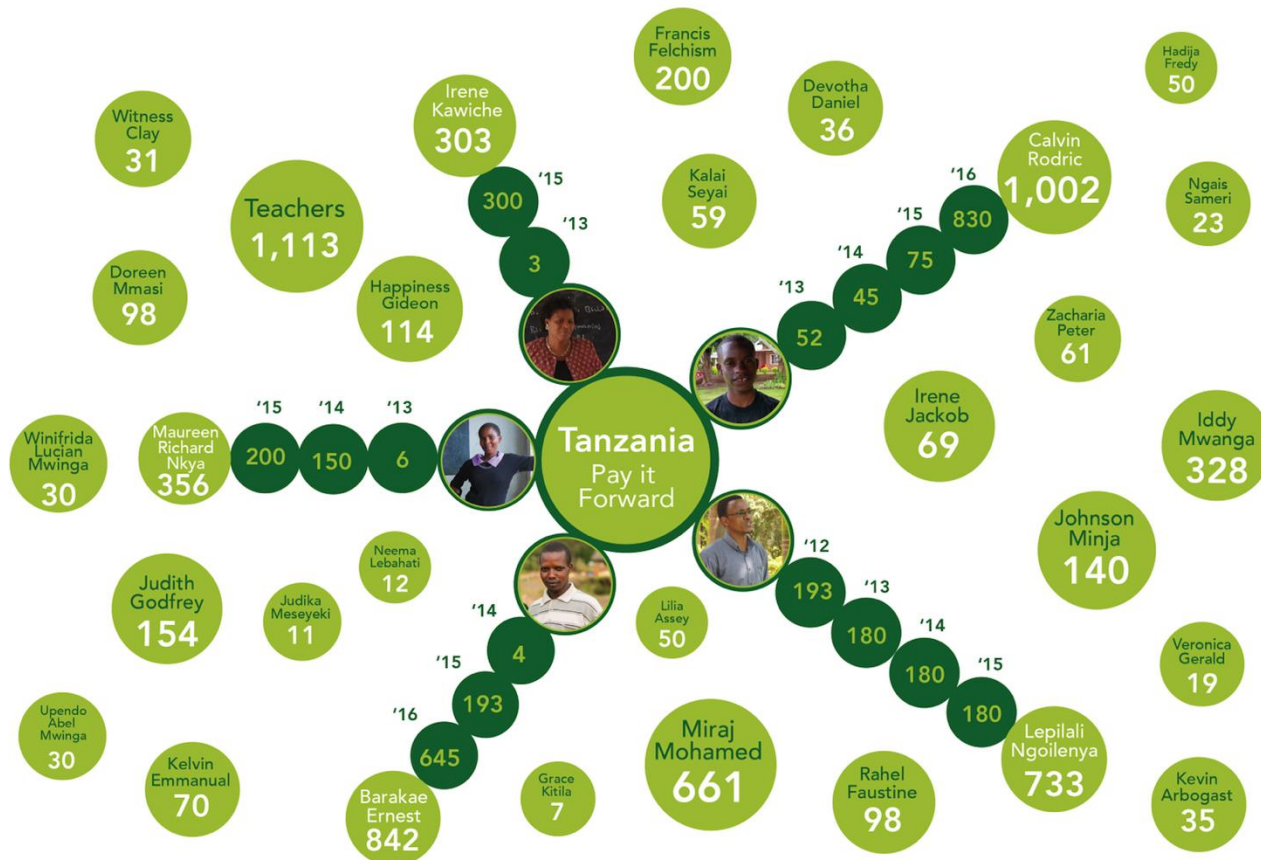 Francis
Felchism
200
Hadija
Fredy
50
Devotha
Daniel
36
Irene
Kawiche
303
Witness
Clay
31
Calvin
Rodric
1,002
'16
830
'15
75
'14
45
'13
52
Kalai
Seyai
59
Ngais
Sameri
23
'15
300
'13
3
Teachers
1,113
Doreen
Mmasi
98
Happiness
Gideon
114
Zacharia
Peter
61
Irene
Jackob
69
Iddy
Mwanga
328
Winifrida
Lucian
Mwinga
30
Maureen
Richard
Nkya
356
'15
200
'14
150
'13
6
Tanzania
Pay it
Forward
Johnson
Minja
140
Neema
Lebahati
12
Judith
Godfrey
154
Judika
Meseyeki
11
Lilia
Assey
50
'12
193
'13
180
'14
180
'15
180
Lepilali
Ngoilenya
733
Veronica
Gerald
19
'14
4
'15
193
'16
645
Barakae
Ernest
842
Upendo
Abel
Mwinga
30
Kelvin
Emmanual
70
Grace
Kitila
7
Miraj
Mohamed
661
Rahel
Faustine
98
Kevin
Arbogast
35